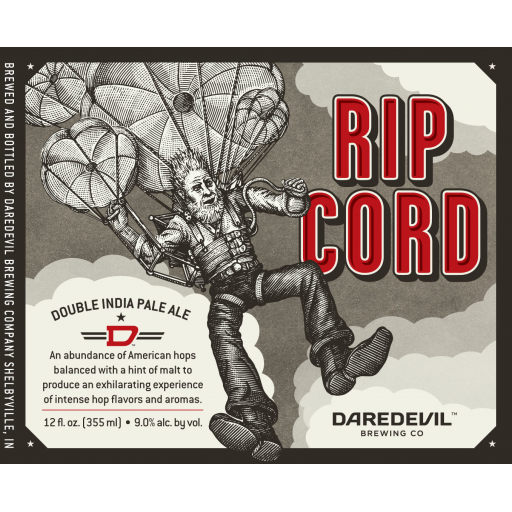 BREWED AND BOTTLED BY DAREDEVIL BREWING COMPANY SHELBYVILLE, IN
RIP
CORD
DOUBLE INDIA PALE ALE
D
An abundance of American hops
balanced with a hint of malt to
produce an exhilarating experience
of intense hop flavors and aromas.
12 fl. oz. (355 ml) • 9.0% alc. by vol.
DAREDEVIL™
BREWING CO